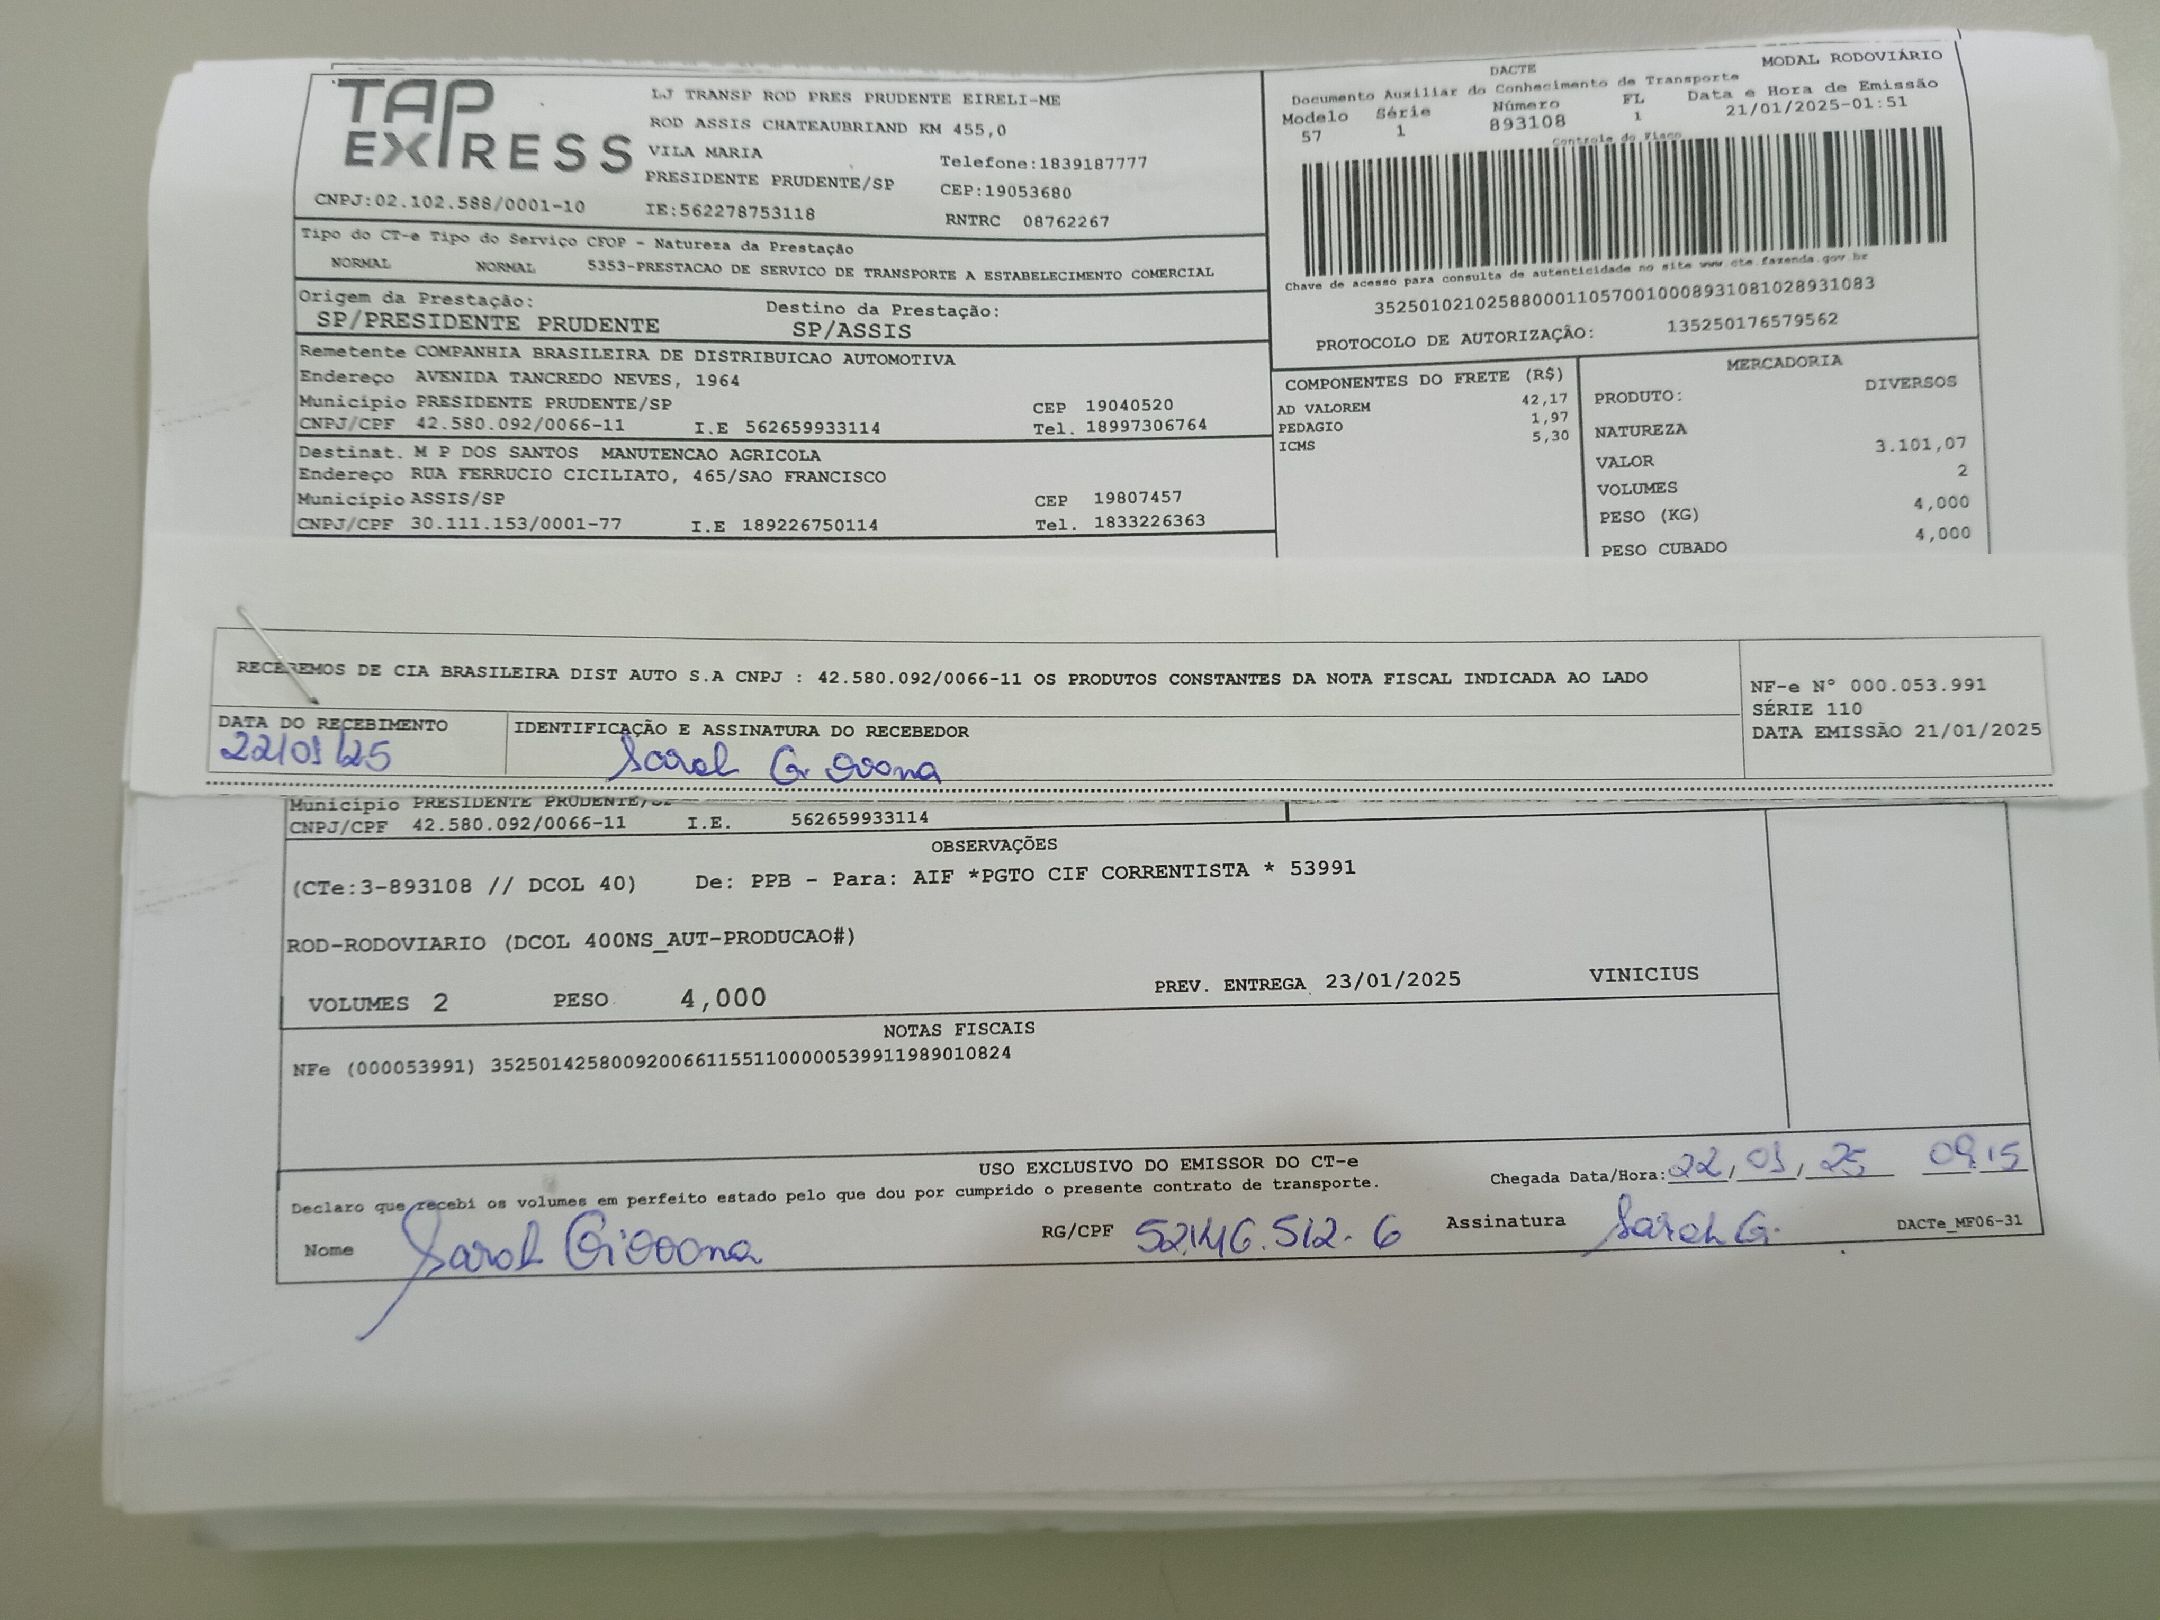 TAP EXPRESS
LJ TRANSP ROD PRES PRUDENTE EIRELI-ME
ROD ASSIS CHATEAUBRIAND KM 455,0
VILA MARIA Telefone:1839187777
PRESIDENTE PRUDENTE/SP CEP:19053680
CNPJ:02.102.588/0001-10 IE:562278753118 RNTRC 08762267
DACTE MODAL RODOVIÁRIO
Documento Auxiliar do Conhecimento de Transporte
Modelo Série Número FL Data e Hora de Emissão
57 1 893108 1 21/01/2025-01:51
Controle do Fisco
Chave de acesso para consulta de autenticidade no site www.cte.fazenda.gov.br
35250102102588000110570010008931081028931083
PROTOCOLO DE AUTORIZAÇÃO: 135250176579562
Tipo do CT-e Tipo do Serviço CFOP - Natureza da Prestação
NORMAL NORMAL 5353-PRESTACAO DE SERVICO DE TRANSPORTE A ESTABELECIMENTO COMERCIAL
Origem da Prestação: Destino da Prestação:
SP/PRESIDENTE PRUDENTE SP/ASSIS
Remetente COMPANHIA BRASILEIRA DE DISTRIBUICAO AUTOMOTIVA
Endereço AVENIDA TANCREDO NEVES, 1964
Município PRESIDENTE PRUDENTE/SP CEP 19040520
CNPJ/CPF 42.580.092/0066-11 I.E 562659933114 Tel. 18997306764
Destinat. M P DOS SANTOS MANUTENCAO AGRICOLA
Endereço RUA FERRUCIO CICILIATO, 465/SAO FRANCISCO
Município ASSIS/SP CEP 19807457
CNPJ/CPF 30.111.153/0001-77 I.E 189226750114 Tel. 1833226363
COMPONENTES DO FRETE (R$)
AD VALOREM 42,17
PEDAGIO 1,97
ICMS 5,30
MERCADORIA
PRODUTO: DIVERSOS
NATUREZA
VALOR 3.101,07
VOLUMES 2
PESO (KG) 4,000
PESO CUBADO 4,000
RECEBEMOS DE CIA BRASILEIRA DIST AUTO S.A CNPJ : 42.580.092/0066-11 OS PRODUTOS CONSTANTES DA NOTA FISCAL INDICADA AO LADO
NF-e N° 000.053.991
SÉRIE 110
DATA EMISSÃO 21/01/2025
DATA DO RECEBIMENTO IDENTIFICAÇÃO E ASSINATURA DO RECEBEDOR
22/01/25 Sarah Giovona
Município PRESIDENTE PRUDENTE/SP
CNPJ/CPF 42.580.092/0066-11 I.E. 562659933114
OBSERVAÇÕES
(CTe:3-893108 // DCOL 40) De: PPB - Para: AIF *PGTO CIF CORRENTISTA * 53991
ROD-RODOVIARIO (DCOL 400NS_AUT-PRODUCAO#)
VOLUMES 2 PESO 4,000 PREV. ENTREGA 23/01/2025 VINICIUS
NOTAS FISCAIS
NFe (000053991) 35250142580092006611551100000539911989010824
USO EXCLUSIVO DO EMISSOR DO CT-e
Declaro que recebi os volumes em perfeito estado pelo que dou por cumprido o presente contrato de transporte.
Chegada Data/Hora: 22/01/25 09:15
Nome Sarah Giovona RG/CPF 52.146.512-6 Assinatura Sarah G. DACTe_MF06-31